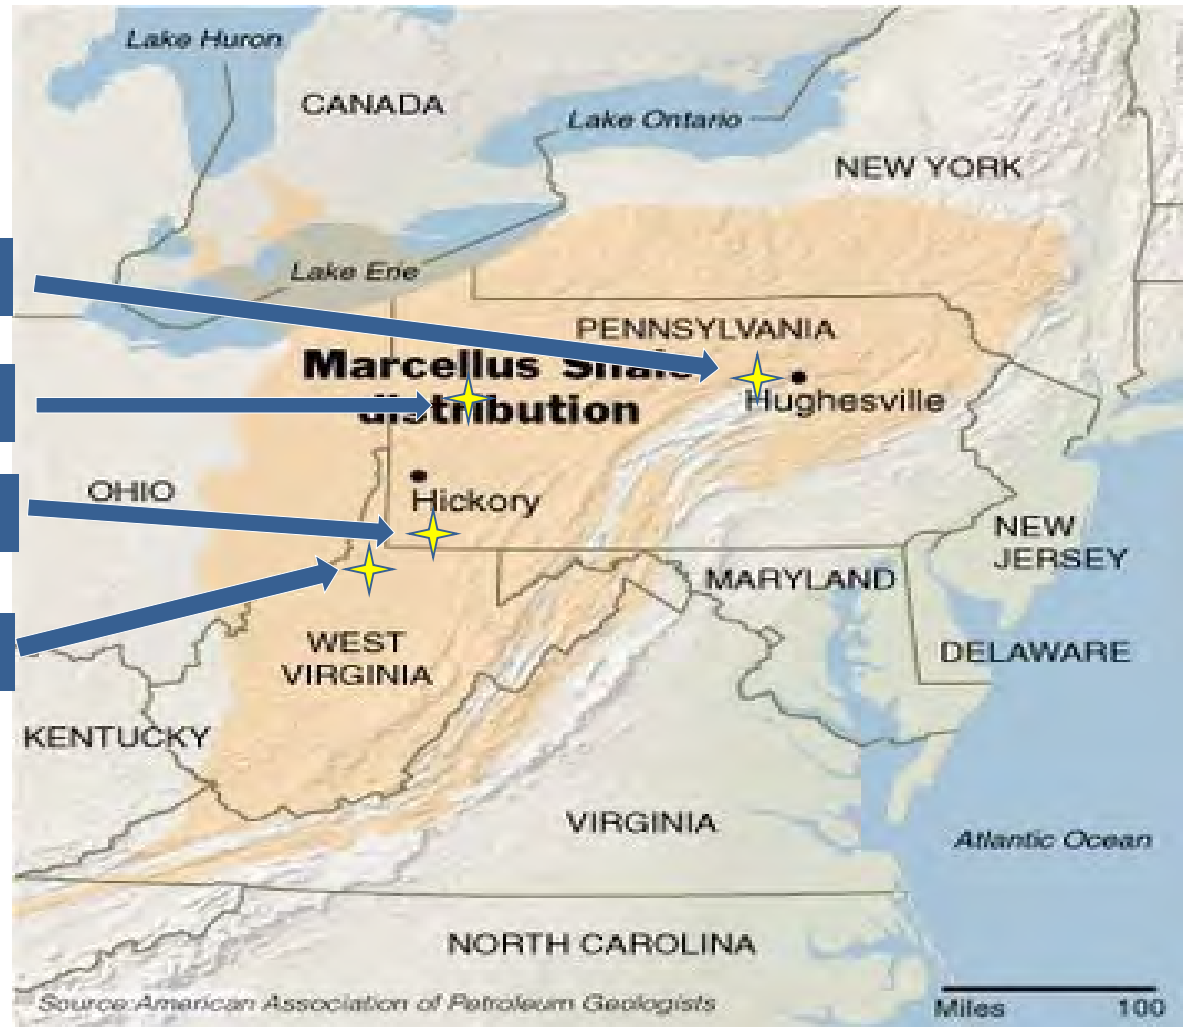 Lake Huron
CANADA
Lake Ontario
NEW YORK
Lake Erie
PENNSYLVANIA
Marcellus Shale
distribution
Hughesville
OHIO
Hickory
NEW
JERSEY
MARYLAND
WEST
VIRGINIA
DELAWARE
KENTUCKY
VIRGINIA
Atlantic Ocean
NORTH CAROLINA
Source:American Association of Petroleum Geologists
Miles 100